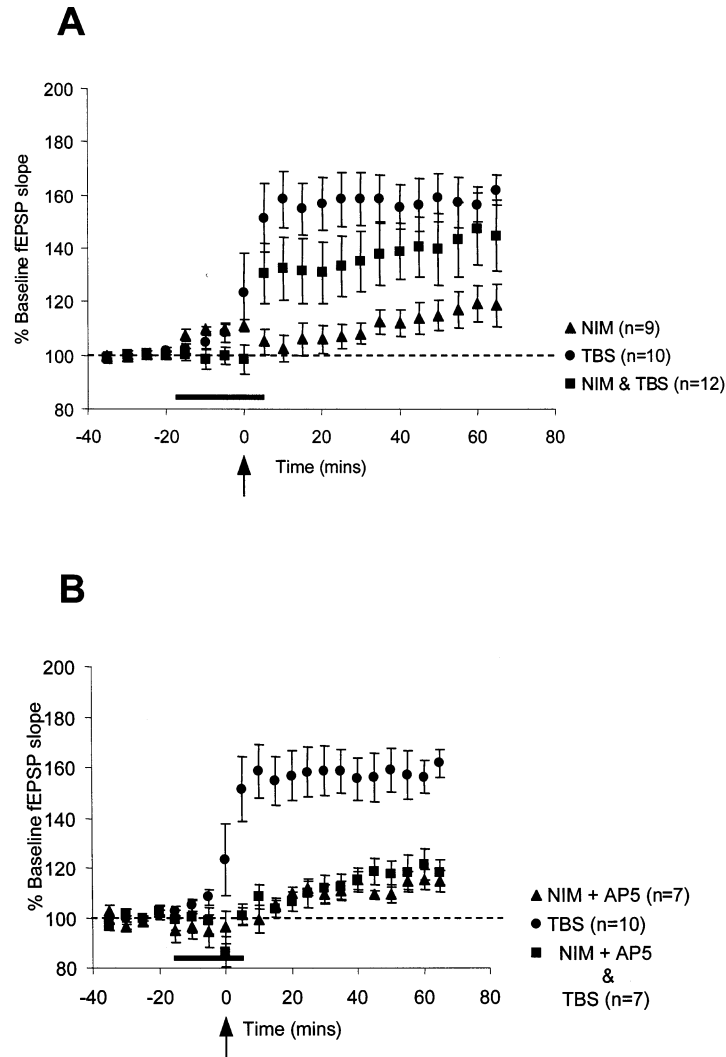 A
200
180
160
140
120
100
80
% Baseline fEPSP slope
-40 -20 0 20 40 60 80
Time (mins)
NIM (n=9)
TBS (n=10)
NIM & TBS (n=12)
B
200
180
160
140
120
100
80
% Baseline fEPSP slope
-40 -20 0 20 40 60 80
Time (mins)
NIM + AP5 (n=7)
TBS (n=10)
NIM + AP5
&
TBS (n=7)